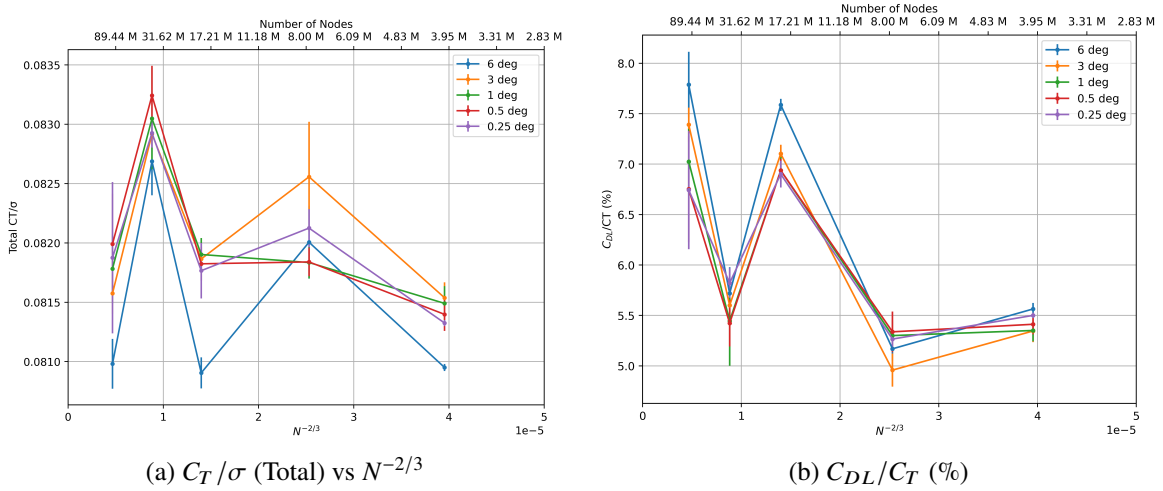 Number of Nodes
89.44 M 31.62 M 17.21 M 11.18 M 8.00 M 6.09 M 4.83 M 3.95 M 3.31 M 2.83 M
0.0835
0.0830
0.0825
0.0820
0.0815
0.0810
Total CT/σ
6 deg
3 deg
1 deg
0.5 deg
0.25 deg
0 1 2 3 4 5
N^{-2/3}
1e−5
(a) C_T/σ (Total) vs N^{-2/3}
Number of Nodes
89.44 M 31.62 M 17.21 M 11.18 M 8.00 M 6.09 M 4.83 M 3.95 M 3.31 M 2.83 M
8.0
7.5
7.0
6.5
6.0
5.5
5.0
C_{DL}/CT (%)
6 deg
3 deg
1 deg
0.5 deg
0.25 deg
0 1 2 3 4 5
N^{-2/3}
1e−5
(b) C_{DL}/C_T (%)